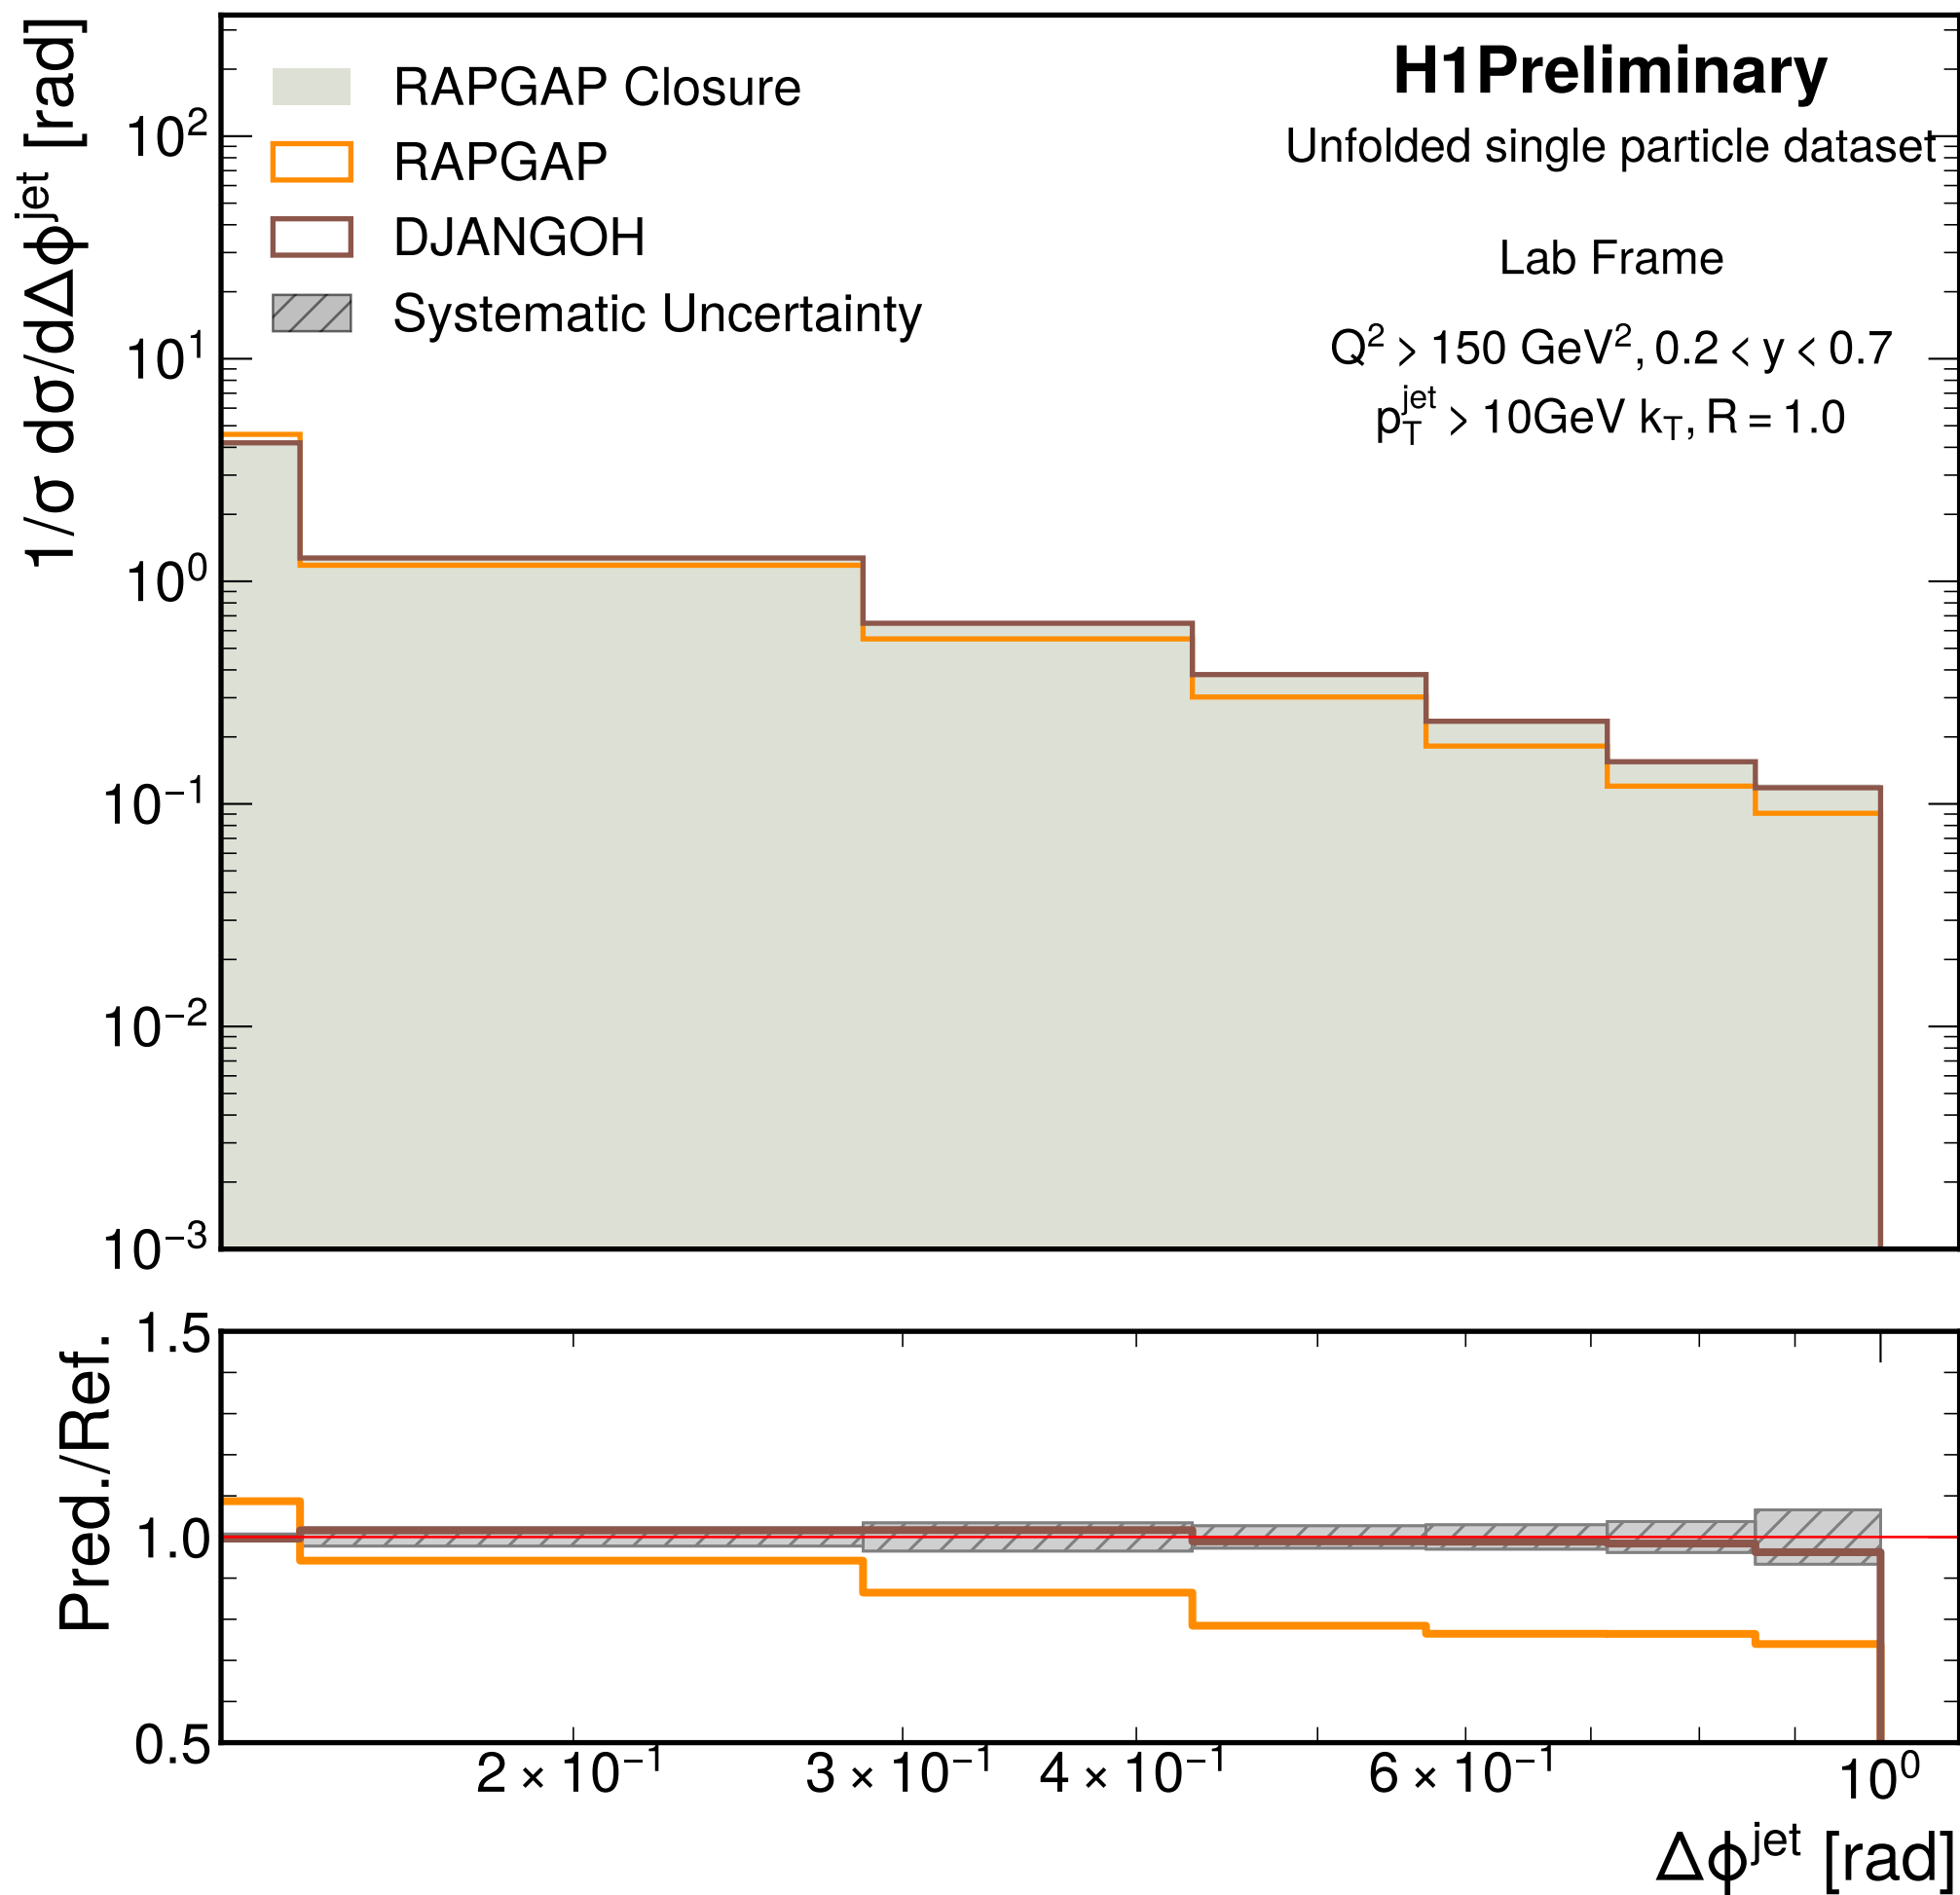 1/σ dσ/dΔϕ^jet [rad]
10²
10¹
10⁰
10⁻¹
10⁻²
10⁻³
RAPGAP Closure
RAPGAP
DJANGOH
Systematic Uncertainty
H1Preliminary
Unfolded single particle dataset
Lab Frame
Q² > 150 GeV², 0.2 < y < 0.7
p_T^jet > 10GeV k_T, R = 1.0
Pred./Ref.
1.5
1.0
0.5
2 × 10⁻¹
3 × 10⁻¹
4 × 10⁻¹
6 × 10⁻¹
10⁰
Δϕ^jet [rad]